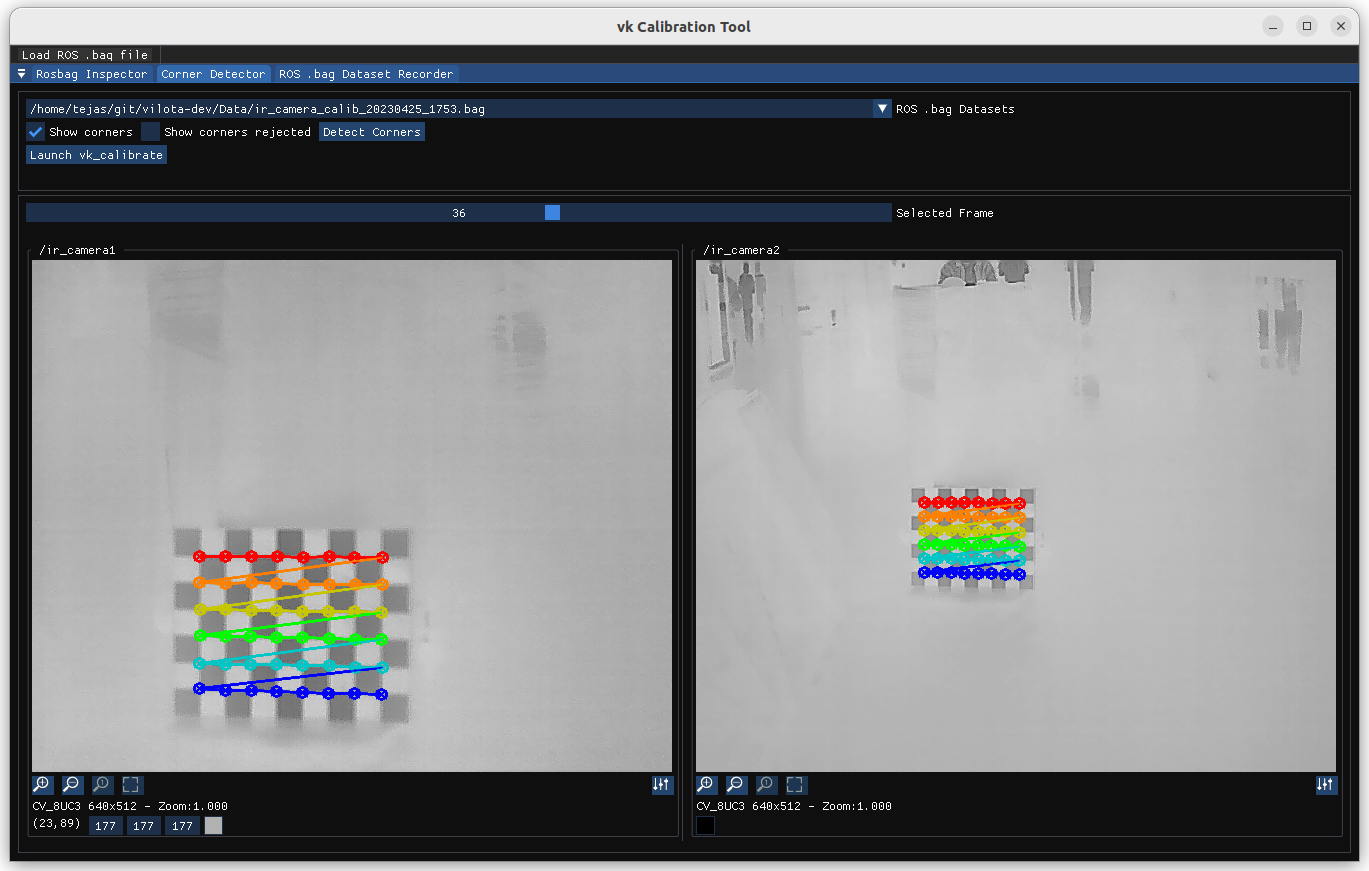 vk Calibration Tool
Load ROS .bag file
Rosbag Inspector Corner Detector ROS .bag Dataset Recorder
/home/tejas/git/vilota-dev/Data/ir_camera_calib_20230425_1753.bag ROS .bag Datasets
Show corners Show corners rejected Detect Corners
Launch vk_calibrate
36 Selected Frame
/ir_camera1
CV_8UC3 640x512 - Zoom:1.000
(23,89) 177 177 177
/ir_camera2
CV_8UC3 640x512 - Zoom:1.000